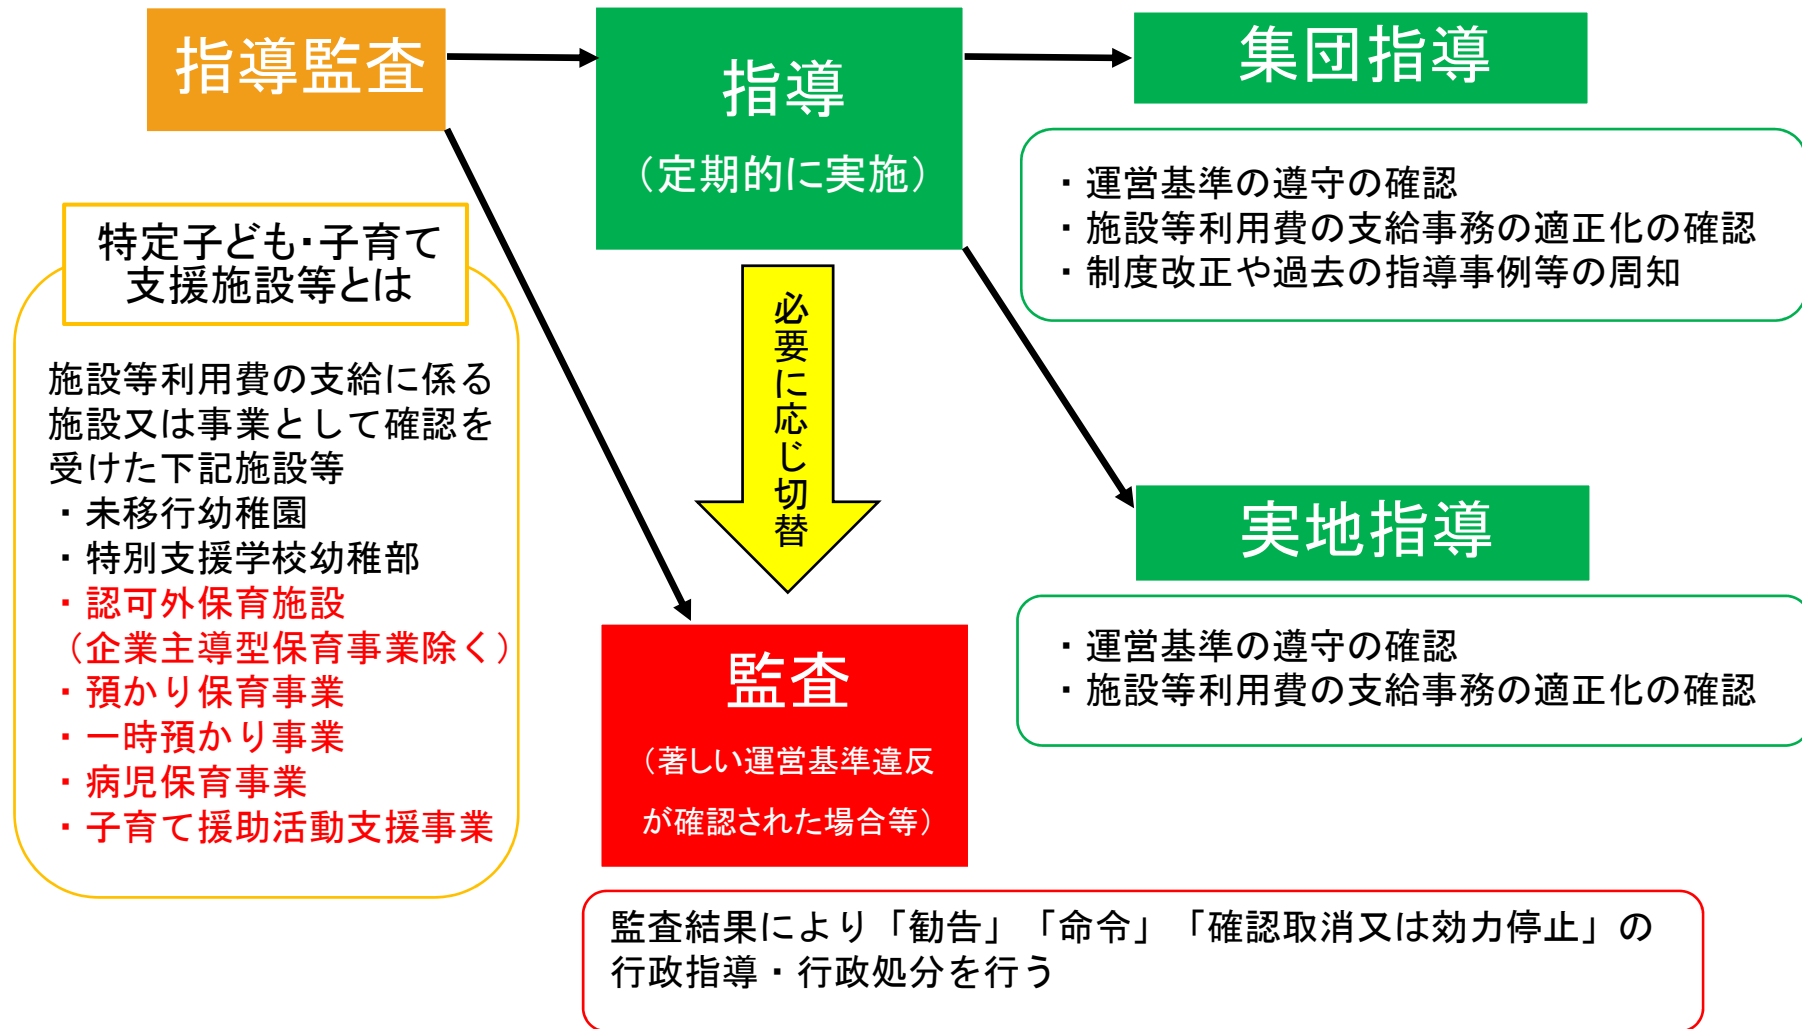 指導監査
指導
（定期的に実施）
集団指導
・運営基準の遵守の確認
・施設等利用費の支給事務の適正化の確認
・制度改正や過去の指導事例等の周知
特定子ども・子育て
支援施設等とは
施設等利用費の支給に係る
施設又は事業として確認を
受けた下記施設等
・未移行幼稚園
・特別支援学校幼稚部
・認可外保育施設
（企業主導型保育事業除く）
・預かり保育事業
・一時預かり事業
・病児保育事業
・子育て援助活動支援事業
必要に応じ切替
実地指導
・運営基準の遵守の確認
・施設等利用費の支給事務の適正化の確認
監査
（著しい運営基準違反
が確認された場合等）
監査結果により「勧告」「命令」「確認取消又は効力停止」の
行政指導・行政処分を行う